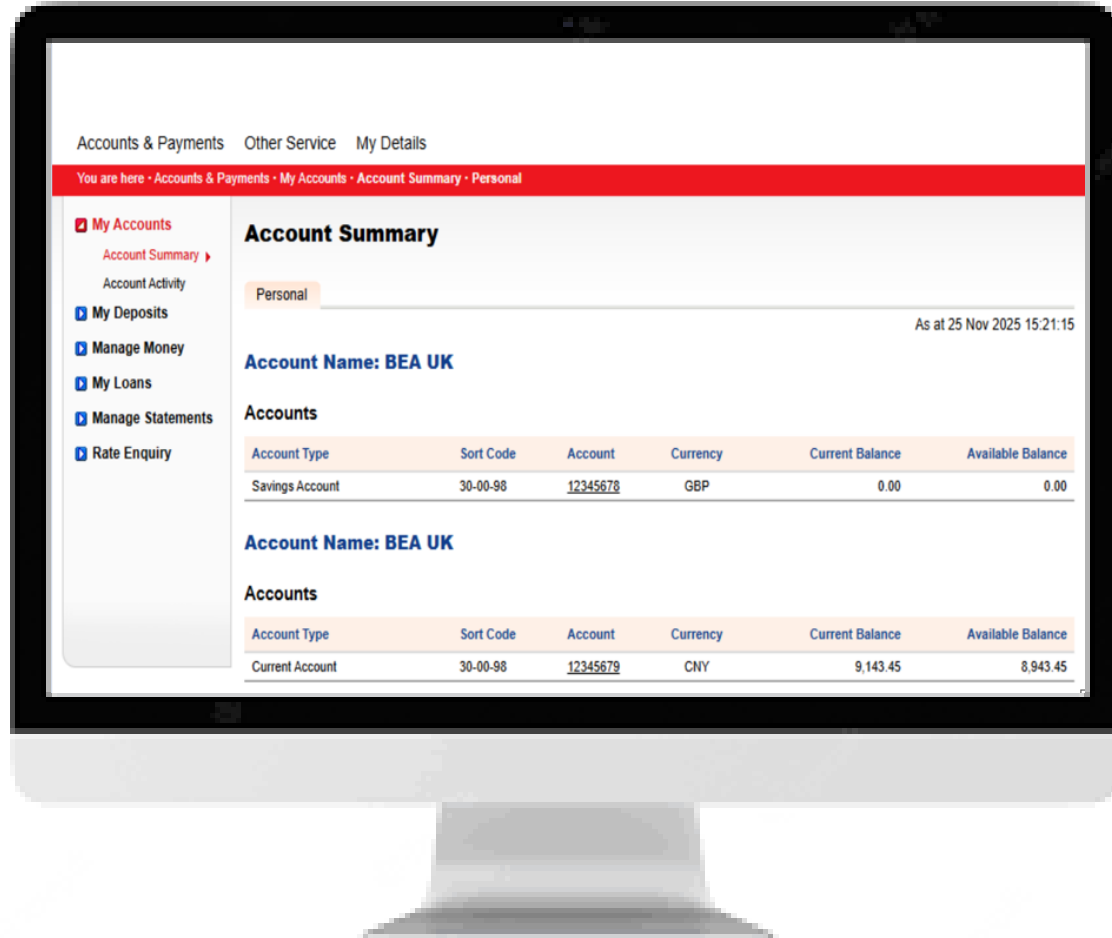 Accounts & Payments Other Service My Details
You are here · Accounts & Payments · My Accounts · Account Summary · Personal
My Accounts
Account Summary
Account Activity
My Deposits
Manage Money
My Loans
Manage Statements
Rate Enquiry
Account Summary
Personal
As at 25 Nov 2025 15:21:15
Account Name: BEA UK
Accounts
Account Type Sort Code Account Currency Current Balance Available Balance
Savings Account 30-00-98 12345678 GBP 0.00 0.00
Account Name: BEA UK
Accounts
Account Type Sort Code Account Currency Current Balance Available Balance
Current Account 30-00-98 12345679 CNY 9,143.45 8,943.45